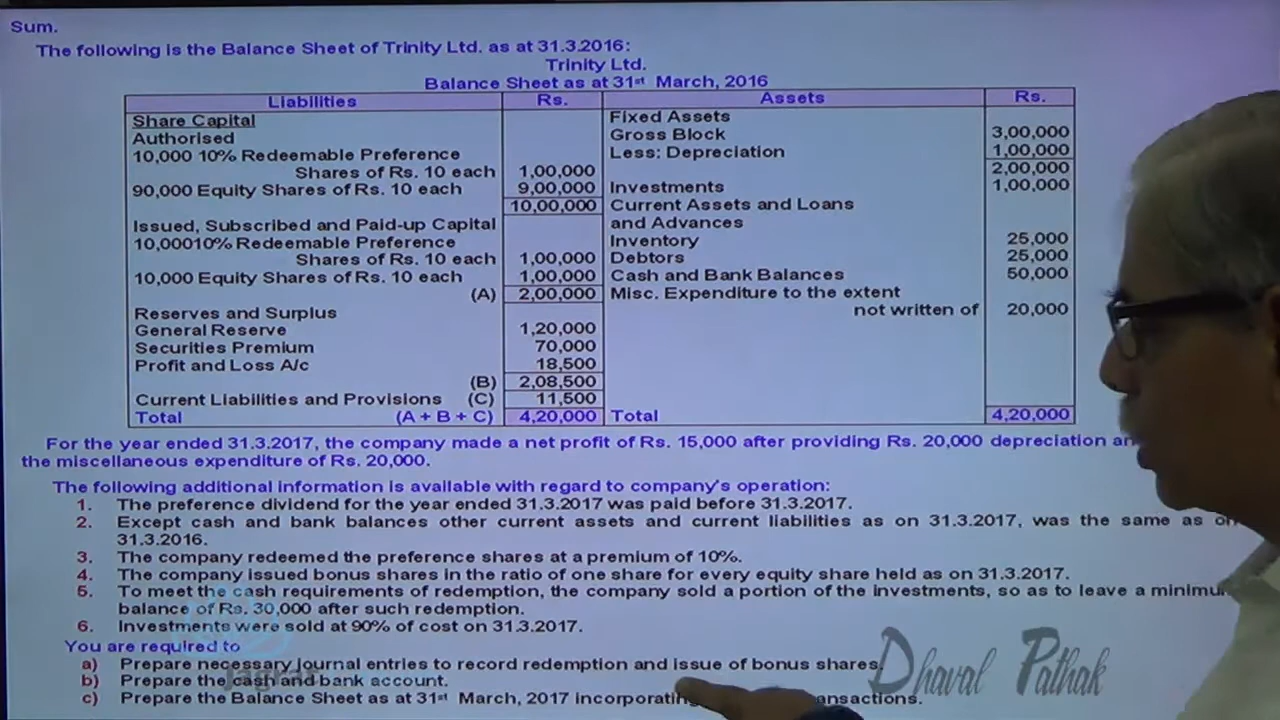 Sum.
The following is the Balance Sheet of Trinity Ltd. as at 31.3.2016:
Trinity Ltd.
Balance Sheet as at 31st March, 2016
Liabilities Rs. Assets Rs.
Share Capital Fixed Assets
Authorised Gross Block 3,00,000
10,000 10% Redeemable Preference Less: Depreciation 1,00,000
Shares of Rs. 10 each 1,00,000 2,00,000
90,000 Equity Shares of Rs. 10 each 9,00,000 Investments 1,00,000
10,00,000 Current Assets and Loans
Issued, Subscribed and Paid-up Capital and Advances
10,00010% Redeemable Preference Inventory 25,000
Shares of Rs. 10 each 1,00,000 Debtors 25,000
10,000 Equity Shares of Rs. 10 each 1,00,000 Cash and Bank Balances 50,000
(A) 2,00,000 Misc. Expenditure to the extent
Reserves and Surplus not written of 20,000
General Reserve 1,20,000
Securities Premium 70,000
Profit and Loss A/c 18,500
(B) 2,08,500
Current Liabilities and Provisions (C) 11,500
Total (A + B + C) 4,20,000 Total 4,20,000
For the year ended 31.3.2017, the company made a net profit of Rs. 15,000 after providing Rs. 20,000 depreciation
the miscellaneous expenditure of Rs. 20,000.
The following additional information is available with regard to company's operation:
1. The preference dividend for the year ended 31.3.2017 was paid before 31.3.2017.
2. Except cash and bank balances other current assets and current liabilities as on 31.3.2017, was the same as on
31.3.2016.
3. The company redeemed the preference shares at a premium of 10%.
4. The company issued bonus shares in the ratio of one share for every equity share held as on 31.3.2017.
5. To meet the cash requirements of redemption, the company sold a portion of the investments, so as to leave a
balance of Rs. 30,000 after such redemption.
6. Investments were sold at 90% of cost on 31.3.2017.
You are required to
a) Prepare necessary journal entries to record redemption and issue of bonus shares.
b) Prepare the cash and bank account.
c) Prepare the Balance Sheet as at 31st March, 2017
Dhaval Pathak